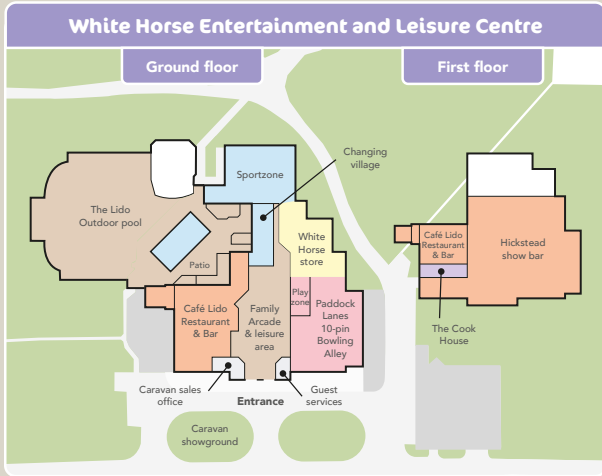 White Horse Entertainment and Leisure Centre
Ground floor
First floor
Changing
village
Sportzone
The Lido
Outdoor pool
White
Horse
store
Café Lido
Restaurant
& Bar
Hickstead
show bar
Patio
Play
zone
Café Lido
Restaurant
& Bar
Family
Arcade
& leisure
area
Paddock
Lanes
10-pin
Bowling
Alley
The Cook
House
Caravan sales
office
Entrance
Guest
services
Caravan
showground